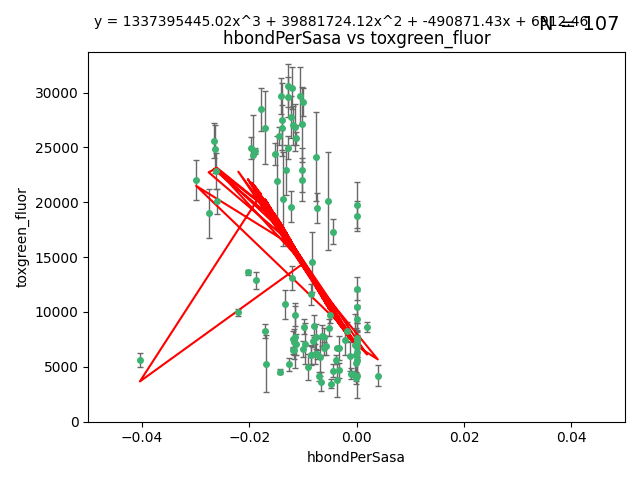 y = 1337395445.02x^3 + 39881724.12x^2 + -490871.43x + 6912.46
N = 107
hbondPerSasa vs toxgreen_fluor
30000
25000
20000
15000
10000
5000
0
toxgreen_fluor
−0.04
−0.02
0.00
0.02
0.04
hbondPerSasa